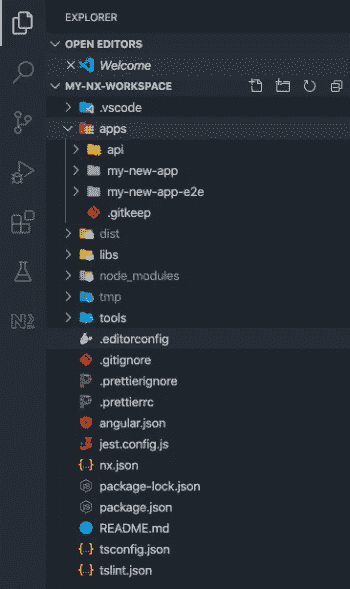 EXPLORER
OPEN EDITORS
Welcome
MY-NX-WORKSPACE
.vscode
apps
api
my-new-app
my-new-app-e2e
.gitkeep
dist
libs
node_modules
tmp
tools
.editorconfig
.gitignore
.prettierignore
.prettierrc
angular.json
jest.config.js
nx.json
package-lock.json
package.json
README.md
tsconfig.json
tslint.json